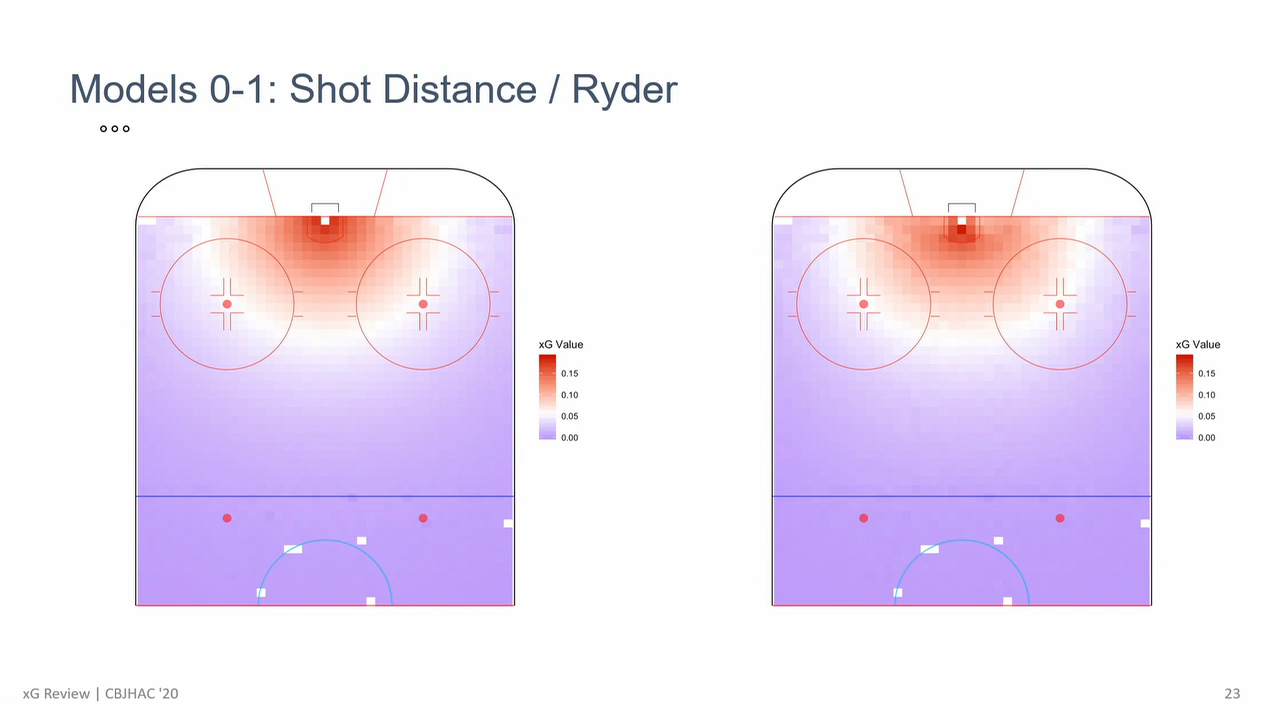 Models 0-1: Shot Distance / Ryder
xG Value
0.15
0.10
0.05
0.00
xG Value
0.15
0.10
0.05
0.00
xG Review | CBJHAC '20
23